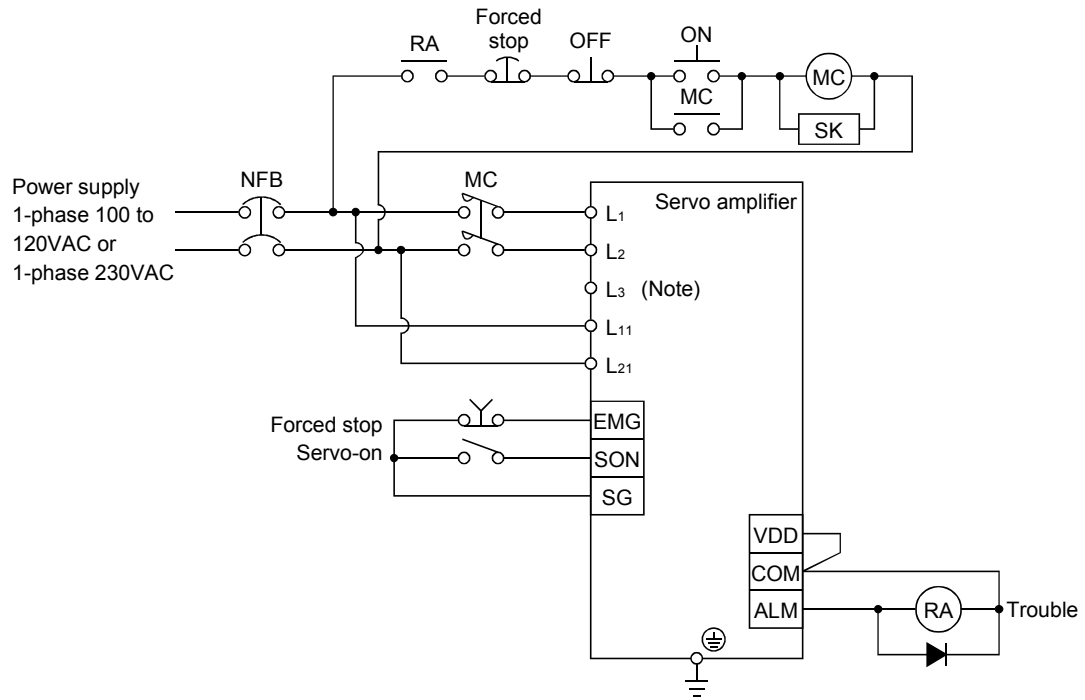 Forced
stop
RA
OFF
ON
MC
MC
SK
Power supply
1-phase 100 to
120VAC or
1-phase 230VAC
NFB
MC
Servo amplifier
L1
L2
L3 (Note)
L11
L21
Forced stop
Servo-on
EMG
SON
SG
VDD
COM
ALM
RA
Trouble